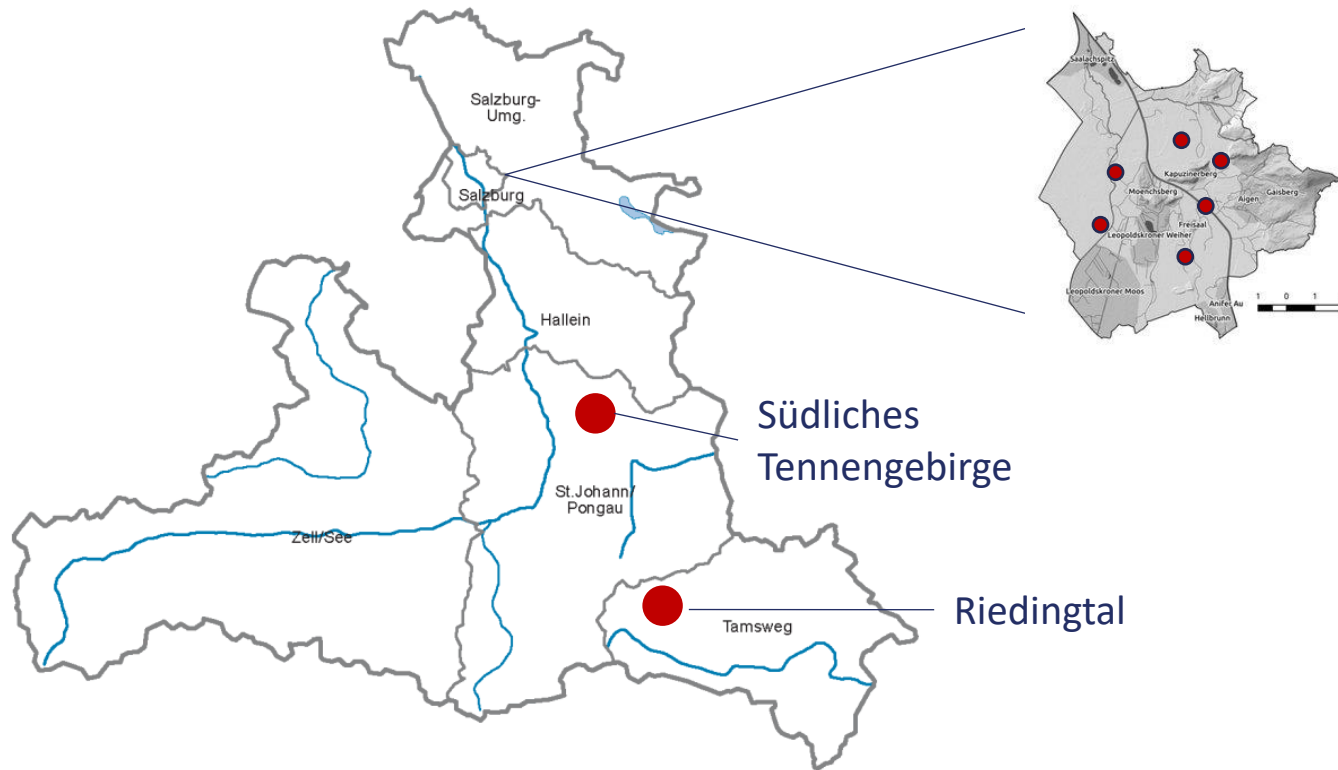 Salzburg-
Umg.
Salzburg
Hallein
St.Johann/
Pongau
Zell/See
Tamsweg
Südliches
Tennengebirge
Riedingtal
Saalachspitz
Kapuzinerberg
Moenchsberg
Gaisberg
Aigen
Freisaal
Leopoldskroner Weiher
Leopoldskroner Moos
Anifer Au
Hellbrunn
1 0 1